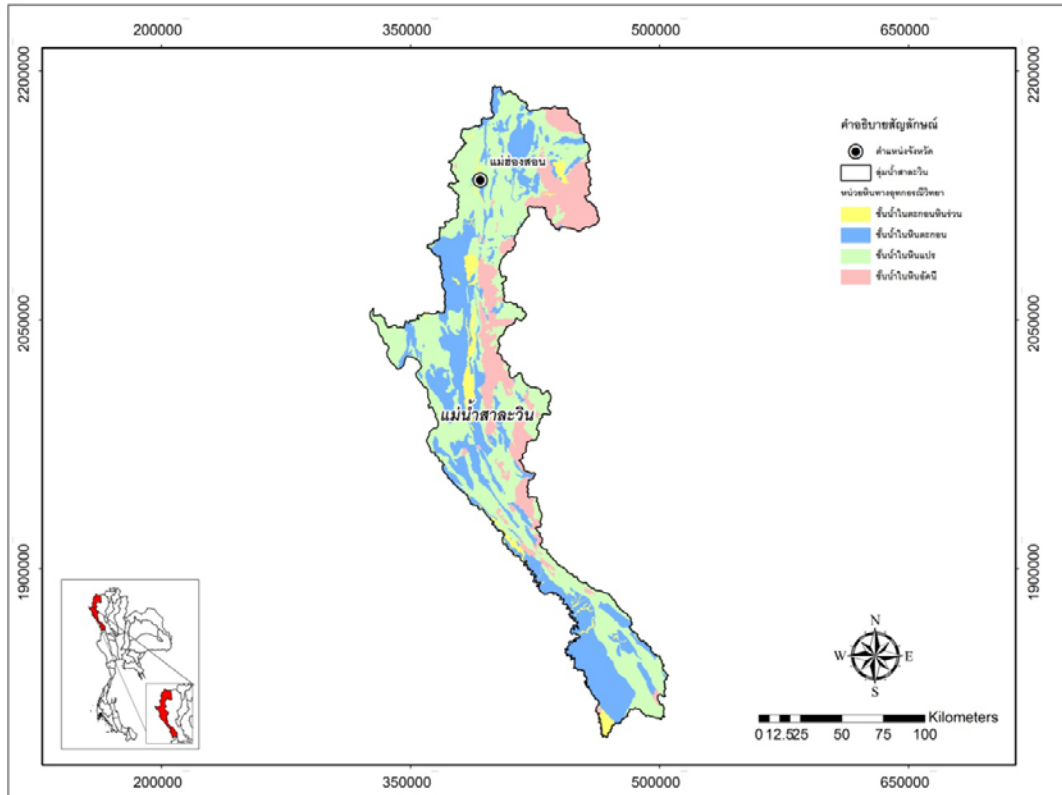 200000 350000 500000 650000
2200000 2200000
คำอธิบายสัญลักษณ์
ตำแหน่งจังหวัด
ลุ่มน้ำสาละวิน
หน่วยหินทางอุทกธรณีวิทยา
ชั้นน้ำในตะกอนหินร่วน
ชั้นน้ำในหินตะกอน
ชั้นน้ำในหินแปร
ชั้นน้ำในหินอัคนี
แม่ฮ่องสอน
2050000 2050000
แม่น้ำสาละวิน
1900000 1900000
N
W E
S
Kilometers
0 12.5 25 50 75 100
200000 350000 500000 650000